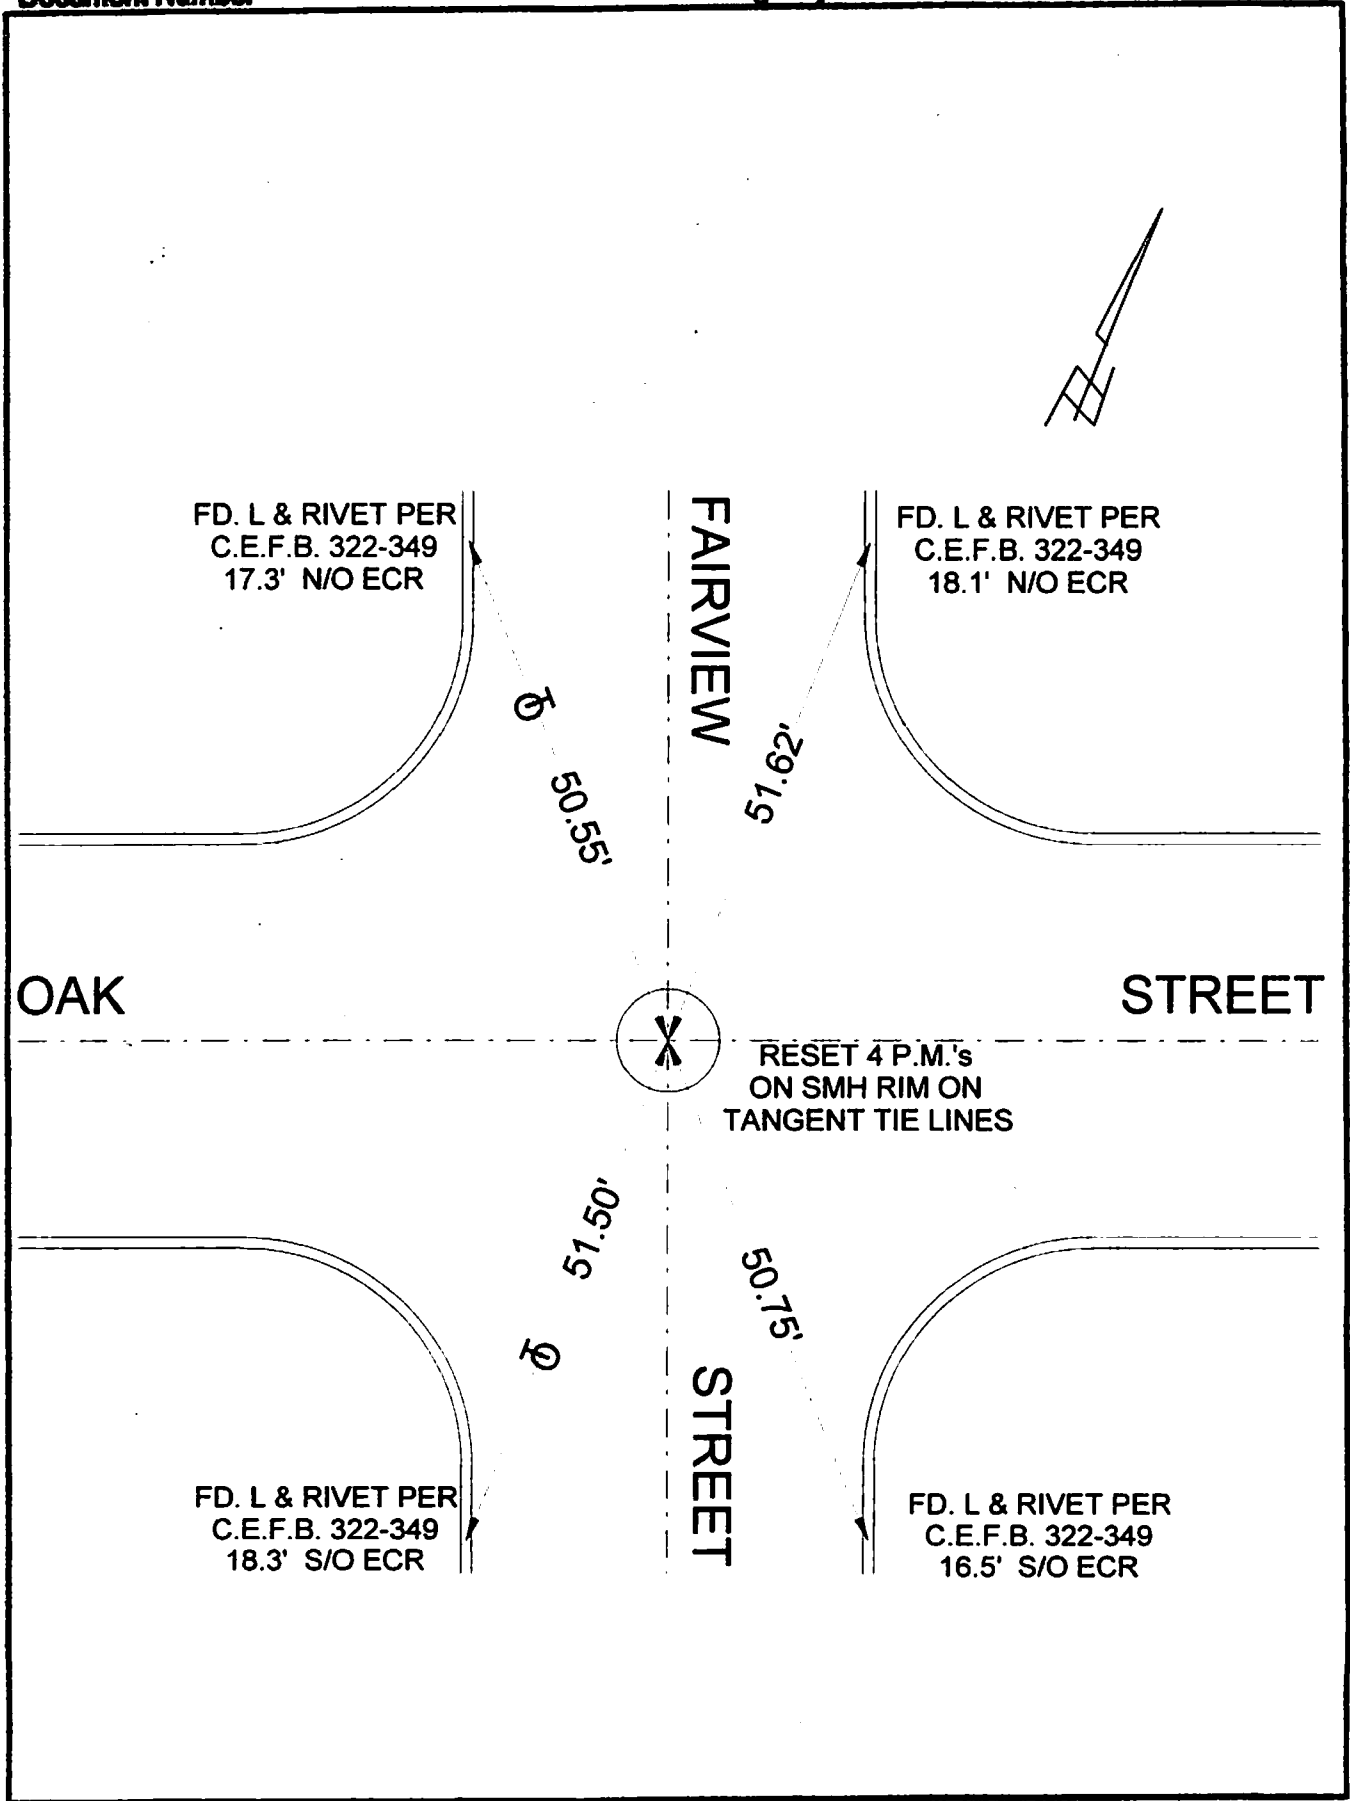 Document Number
FD. L & RIVET PER
C.E.F.B. 322-349
17.3' N/O ECR
FD. L & RIVET PER
C.E.F.B. 322-349
18.1' N/O ECR
FAIRVIEW
50.55'
51.62'
OAK
STREET
RESET 4 P.M.'s
ON SMH RIM ON
TANGENT TIE LINES
51.50'
50.75'
STREET
FD. L & RIVET PER
C.E.F.B. 322-349
18.3' S/O ECR
FD. L & RIVET PER
C.E.F.B. 322-349
16.5' S/O ECR